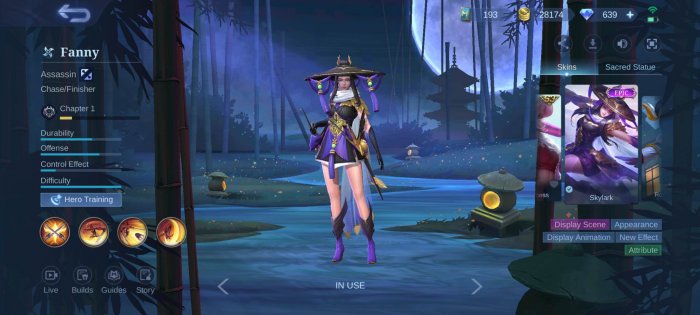 193
28174
639
Fanny
Assassin
Chase/Finisher
Chapter 1
Durability
Offense
Control Effect
Difficulty
Hero Training
Live
Builds
Guides
Story
IN USE
Skins
Sacred Statue
EPIC
Skylark
Display Scene
Appearance
Display Animation
New Effect
Attribute